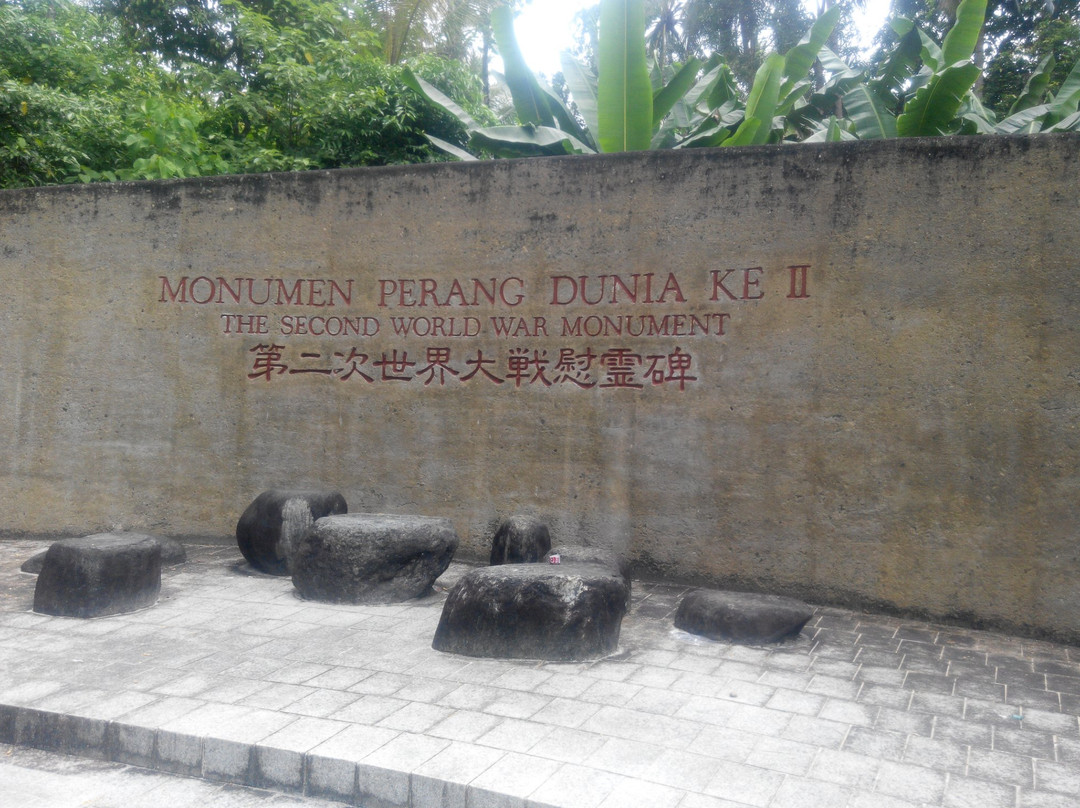 MONUMEN PERANG DUNIA KE II
THE SECOND WORLD WAR MONUMENT
第二次世界大戦慰霊碑